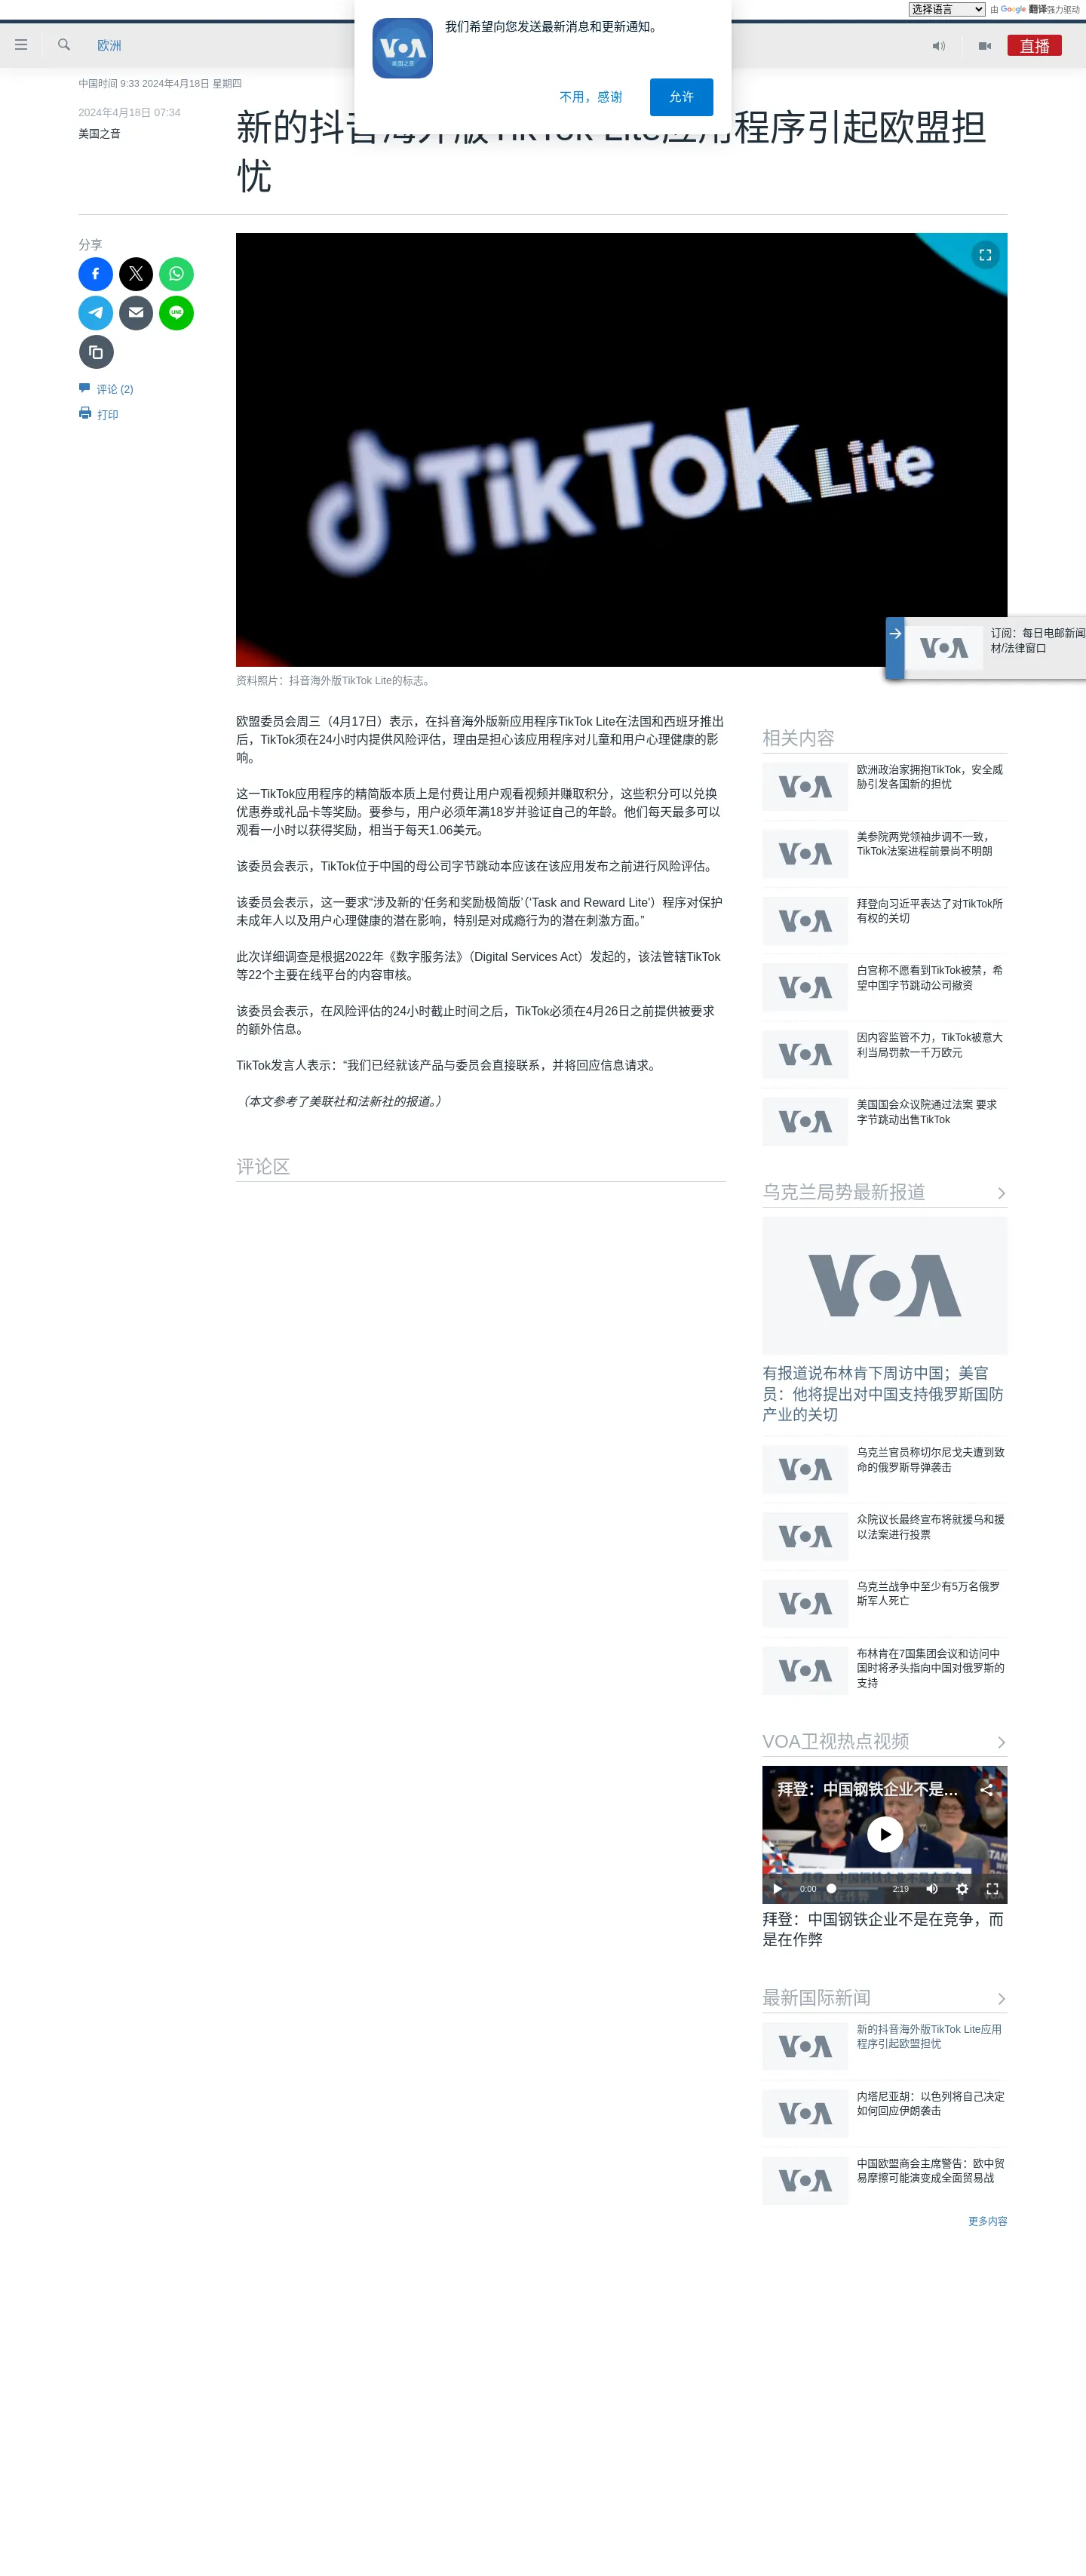 选择语言
由 Google 翻译强力驱动
我们希望向您发送最新消息和更新通知。
VOA
美国之音
不用，感谢
允许
欧洲
直播
中国时间 9:33 2024年4月18日 星期四
2024年4月18日 07:34
美国之音
新的抖音海外版TikTok Lite应用程序引起欧盟担
忧
分享
评论 (2)
打印
TikTok Lite
资料照片：抖音海外版TikTok Lite的标志。
VOA
订阅：每日电邮新闻
材/法律窗口
欧盟委员会周三（4月17日）表示，在抖音海外版新应用程序TikTok Lite在法国和西班牙推出
后，TikTok须在24小时内提供风险评估，理由是担心该应用程序对儿童和用户心理健康的影
响。
这一TikTok应用程序的精简版本质上是付费让用户观看视频并赚取积分，这些积分可以兑换
优惠券或礼品卡等奖励。要参与，用户必须年满18岁并验证自己的年龄。他们每天最多可以
观看一小时以获得奖励，相当于每天1.06美元。
该委员会表示，TikTok位于中国的母公司字节跳动本应该在该应用发布之前进行风险评估。
该委员会表示，这一要求“涉及新的‘任务和奖励极简版’（‘Task and Reward Lite’）程序对保护
未成年人以及用户心理健康的潜在影响，特别是对成瘾行为的潜在刺激方面。”
此次详细调查是根据2022年《数字服务法》（Digital Services Act）发起的，该法管辖TikTok
等22个主要在线平台的内容审核。
该委员会表示，在风险评估的24小时截止时间之后，TikTok必须在4月26日之前提供被要求
的额外信息。
TikTok发言人表示：“我们已经就该产品与委员会直接联系，并将回应信息请求。
（本文参考了美联社和法新社的报道。）
评论区
相关内容
VOA
欧洲政治家拥抱TikTok，安全威
胁引发各国新的担忧
VOA
美参院两党领袖步调不一致，
TikTok法案进程前景尚不明朗
VOA
拜登向习近平表达了对TikTok所
有权的关切
VOA
白宫称不愿看到TikTok被禁，希
望中国字节跳动公司撤资
VOA
因内容监管不力，TikTok被意大
利当局罚款一千万欧元
VOA
美国国会众议院通过法案 要求
字节跳动出售TikTok
乌克兰局势最新报道
VOA
有报道说布林肯下周访中国；美官
员：他将提出对中国支持俄罗斯国防
产业的关切
VOA
乌克兰官员称切尔尼戈夫遭到致
命的俄罗斯导弹袭击
VOA
众院议长最终宣布将就援乌和援
以法案进行投票
VOA
乌克兰战争中至少有5万名俄罗
斯军人死亡
VOA
布林肯在7国集团会议和访问中
国时将矛头指向中国对俄罗斯的
支持
VOA卫视热点视频
拜登：中国钢铁企业不是…
0:00
2:19
拜登：中国钢铁企业不是在竞争，而
是在作弊
最新国际新闻
VOA
新的抖音海外版TikTok Lite应用
程序引起欧盟担忧
VOA
内塔尼亚胡：以色列将自己决定
如何回应伊朗袭击
VOA
中国欧盟商会主席警告：欧中贸
易摩擦可能演变成全面贸易战
更多内容